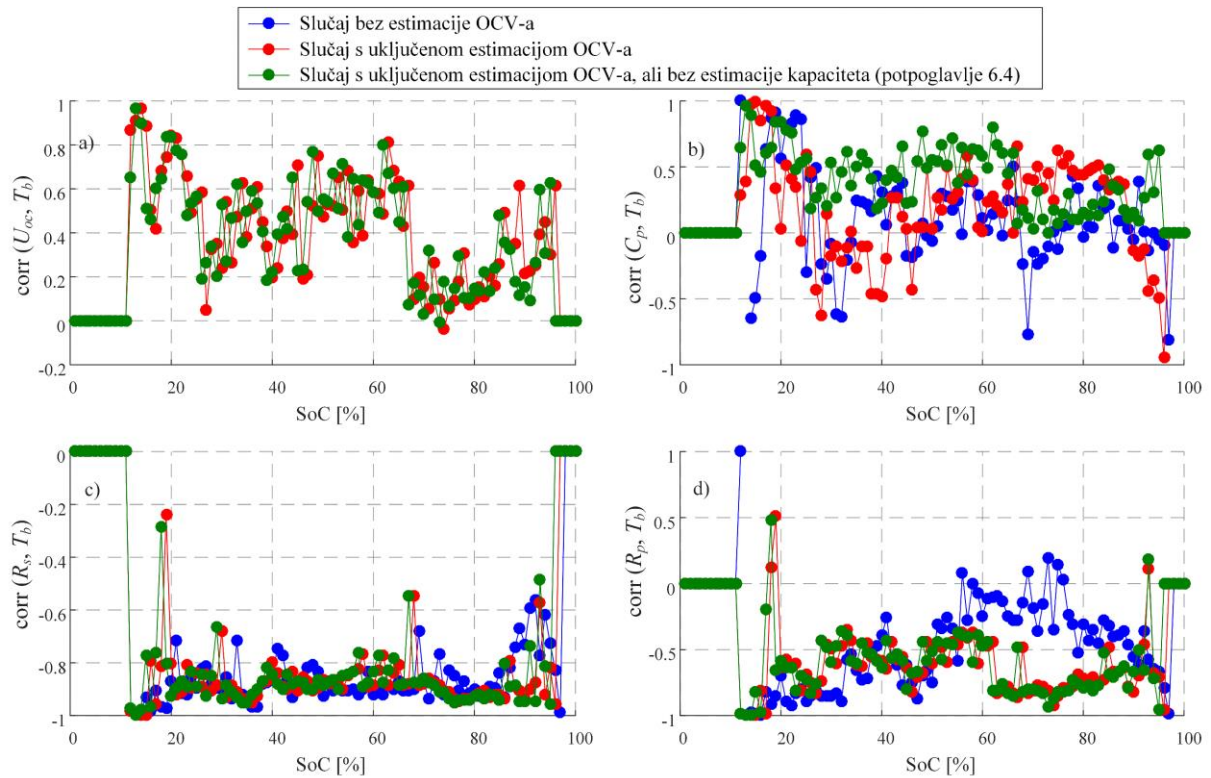 Slučaj bez estimacije OCV-a
Slučaj s uključenom estimacijom OCV-a
Slučaj s uključenom estimacijom OCV-a, ali bez estimacije kapaciteta (potpoglavlje 6.4)
a)
corr (U_oc, T_b)
1
0.8
0.6
0.4
0.2
0
-0.2
0 20 40 60 80 100
SoC [%]
b)
corr (C_p, T_b)
1
0.5
0
-0.5
-1
0 20 40 60 80 100
SoC [%]
c)
corr (R_s, T_b)
0
-0.2
-0.4
-0.6
-0.8
-1
0 20 40 60 80 100
SoC [%]
d)
corr (R_p, T_b)
1
0.5
0
-0.5
-1
0 20 40 60 80 100
SoC [%]